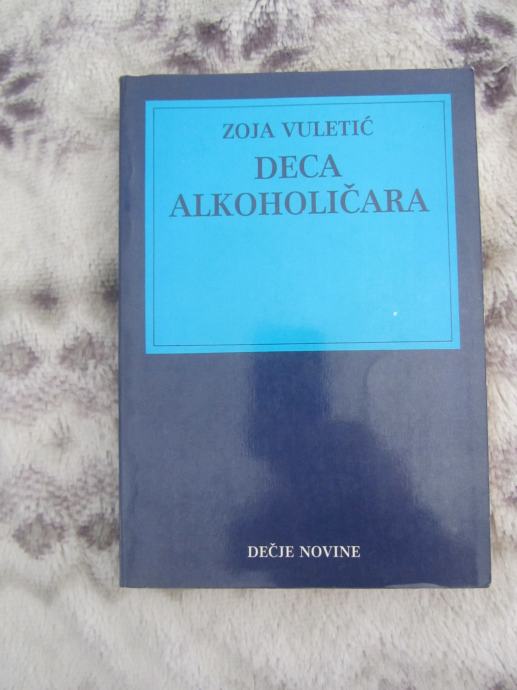 ZOJA VULETIĆ
DECA
ALKOHOLIČARA
DEČJE NOVINE